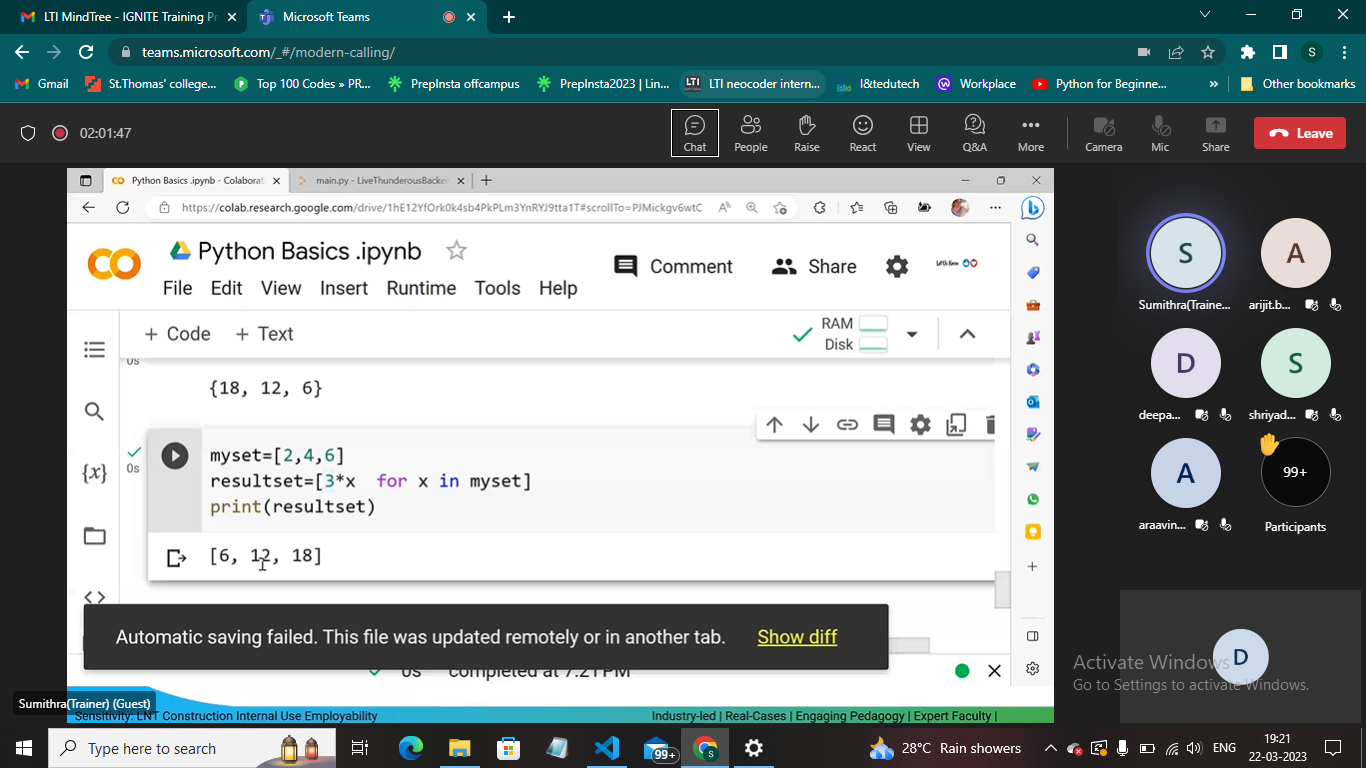 LTI MindTree - IGNITE Training Pr
Microsoft Teams
teams.microsoft.com/_#/modern-calling/
S
Gmail
St.Thomas' college...
Top 100 Codes » PR...
PrepInsta offcampus
PrepInsta2023 | Lin...
LTI neocoder intern...
l&tedutech
Workplace
Python for Beginne...
»
Other bookmarks
02:01:47
Chat
People
Raise
React
View
Q&A
More
Camera
Mic
Share
Leave
Python Basics .ipynb - Colaborat
main.py - LiveThunderousBacke
https://colab.research.google.com/drive/1hE12YfOrk0k4sb4PkPLm3YnRYJ9tta1T#scrollTo=PJMickgv6wtC
CO
Python Basics .ipynb
File Edit View Insert Runtime Tools Help
Comment
Share
+ Code + Text
RAM
Disk
0s
{18, 12, 6}
0s
myset=[2,4,6]
resultset=[3*x for x in myset]
print(resultset)
[6, 12, 18]
{x}
Automatic saving failed. This file was updated remotely or in another tab. Show diff
0s completed at 7:21 PM
Sumithra(Trainer) (Guest)
Sensitivity: LNT Construction Internal Use Employability
Industry-led | Real-Cases | Engaging Pedagogy | Expert Faculty |
S
Sumithra(Traine...
A
arijit.b...
D
deepa...
S
shriyad...
A
araavin...
99+
Participants
D
Activate Windows
Go to Settings to activate Windows.
Type here to search
99+
28°C Rain showers
ENG
19:21
22-03-2023